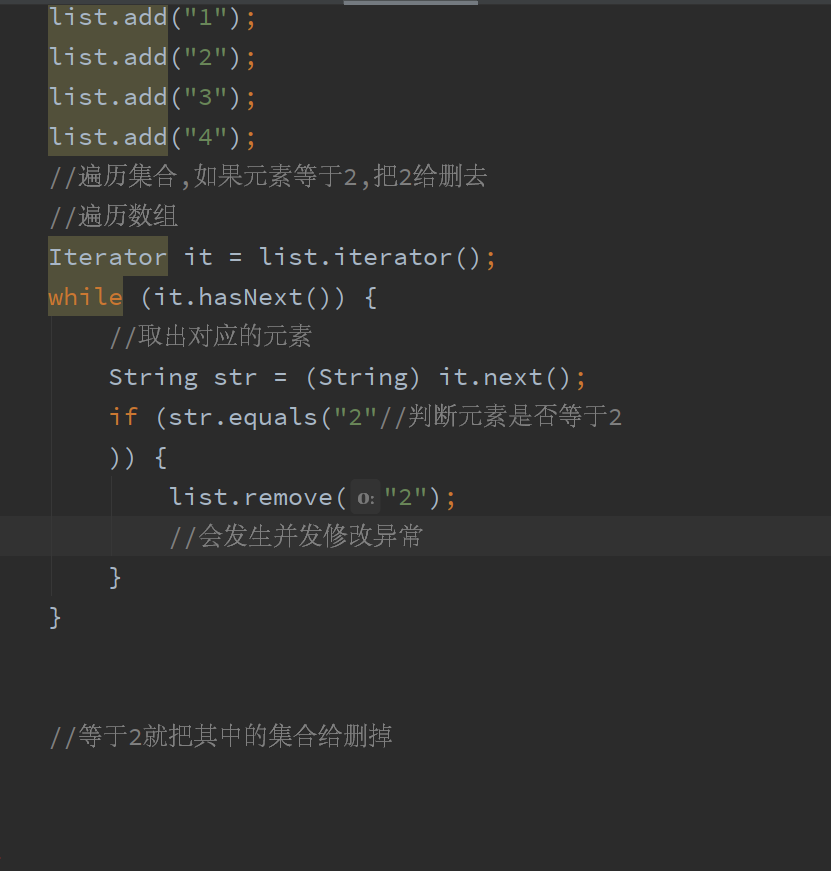 list.add("1");
list.add("2");
list.add("3");
list.add("4");
//遍历集合,如果元素等于2,把2给删去
//遍历数组
Iterator it = list.iterator();
while (it.hasNext()) {
//取出对应的元素
String str = (String) it.next();
if (str.equals("2"//判断元素是否等于2
)) {
list.remove( o: "2");
//会发生并发修改异常
}
}
//等于2就把其中的集合给删掉